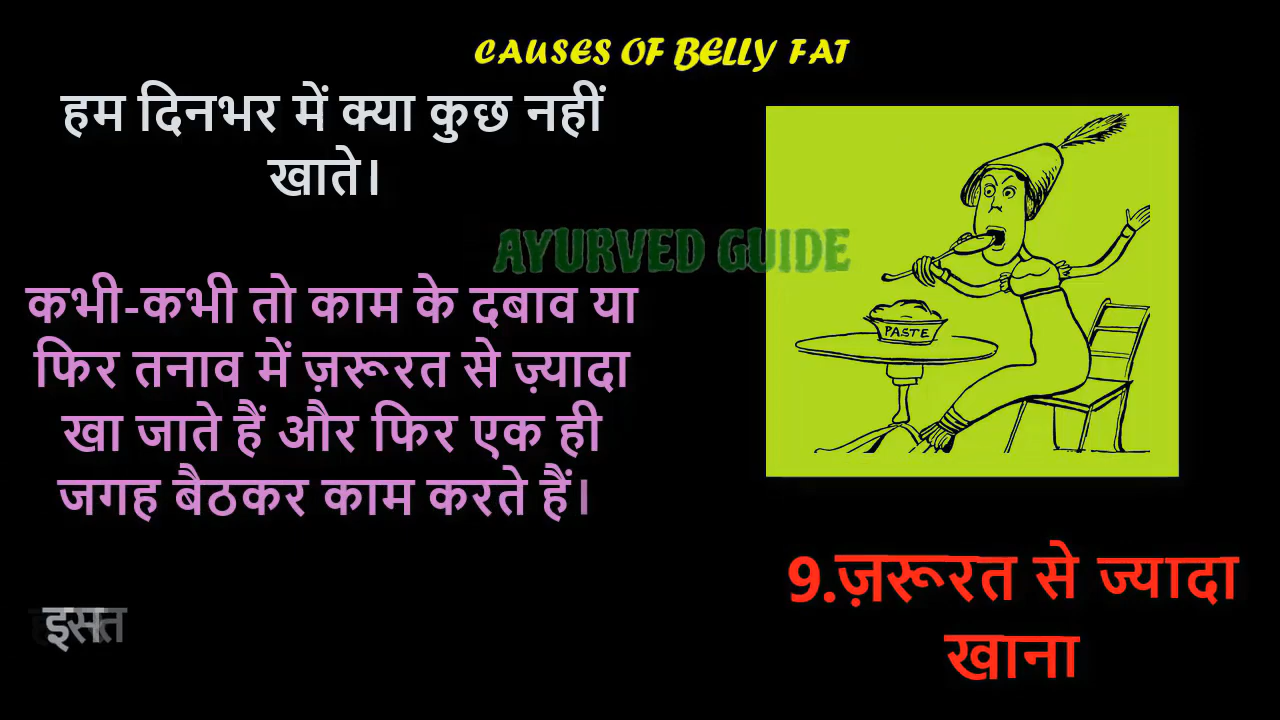 CAUSES OF BELLY FAT
हम दिनभर में क्या कुछ नहीं
खाते।
AYURVED GUIDE
कभी-कभी तो काम के दबाव या
फिर तनाव में ज़रूरत से ज़्यादा
खा जाते हैं और फिर एक ही
जगह बैठकर काम करते हैं।
PASTE
9.ज़रूरत से ज्यादा
खाना